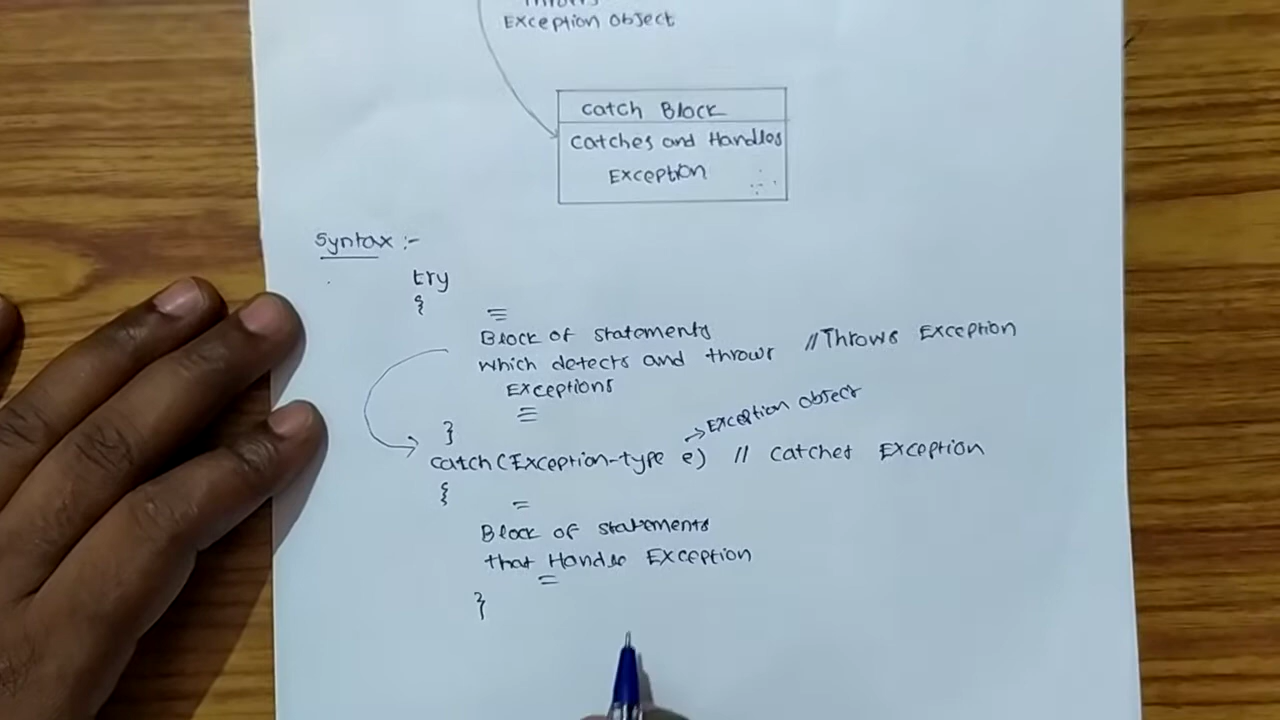 Exception Object
catch Block
catches and Handles
Exception
Syntax :-
try
{
Block of statements
which detects and throws //Throws Exception
Exceptions
}
Exception object
catch(Exception-type e) // catches Exception
{
Block of statements
that Handle Exception
}